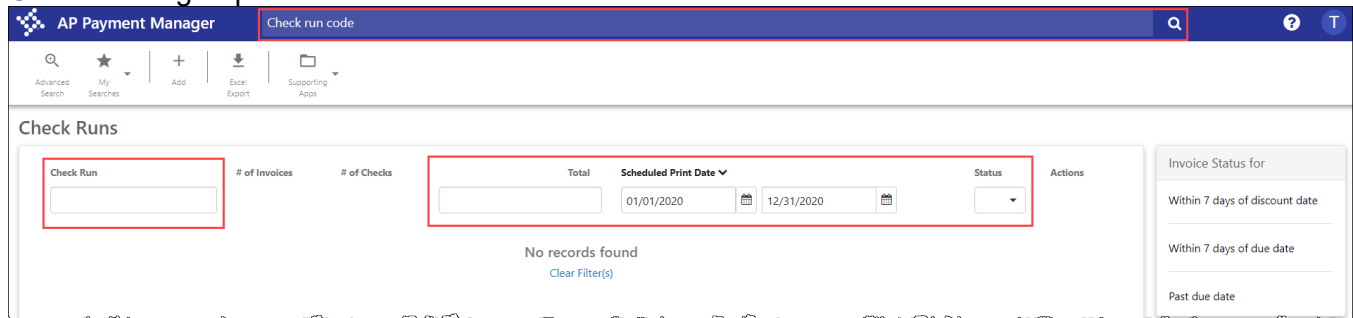 AP Payment Manager
Check run code
? T
Advanced Search
My Searches
Add
Excel Export
Supporting Apps
Check Runs
Check Run # of Invoices # of Checks Total Scheduled Print Date Status Actions
01/01/2020 12/31/2020
No records found
Clear Filter(s)
Invoice Status for
Within 7 days of discount date
Within 7 days of due date
Past due date